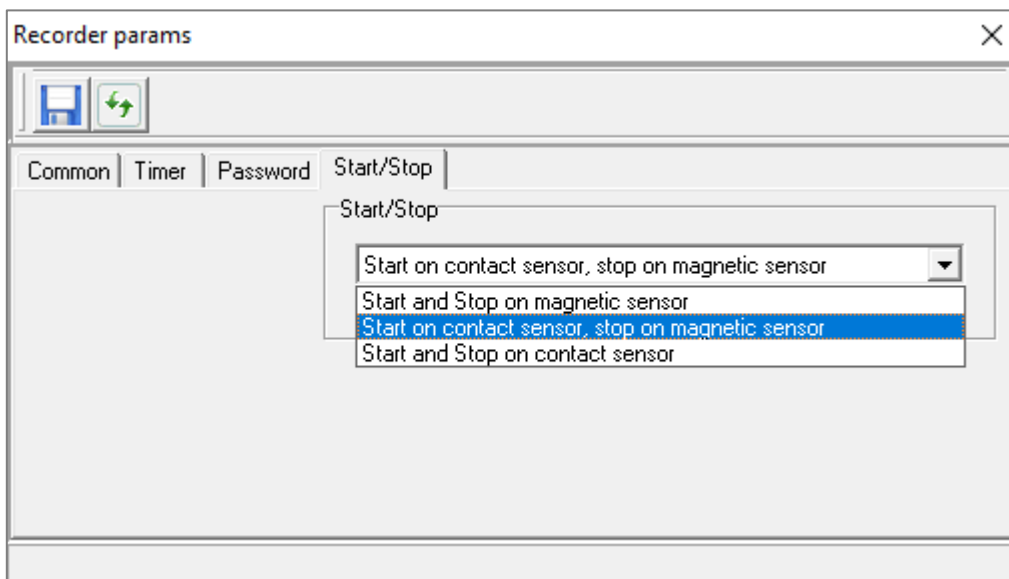 Recorder params
Common Timer Password Start/Stop
Start/Stop
Start on contact sensor, stop on magnetic sensor
Start and Stop on magnetic sensor
Start on contact sensor, stop on magnetic sensor
Start and Stop on contact sensor